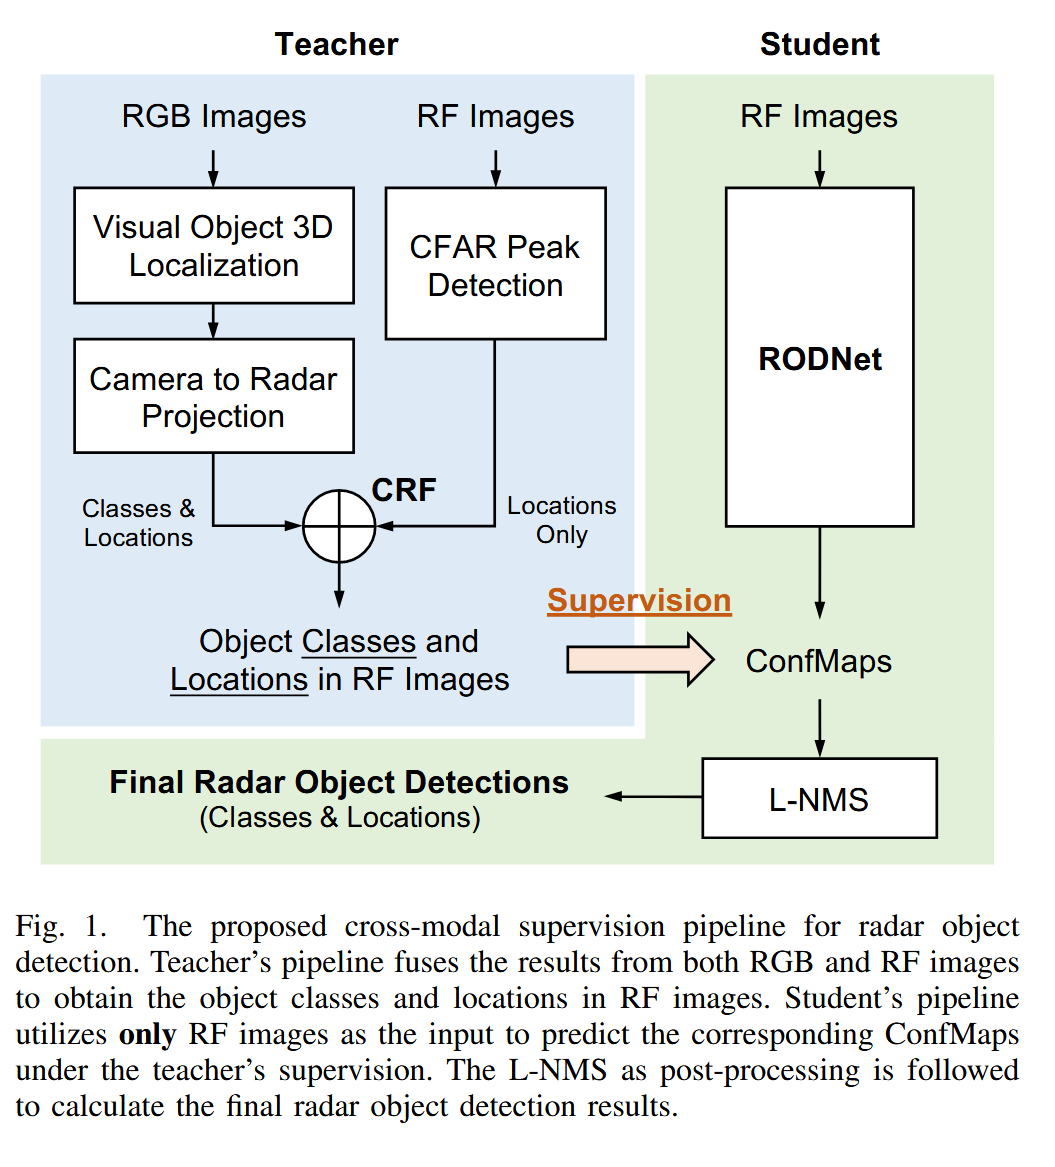 Teacher
Student
RGB Images
RF Images
RF Images
Visual Object 3D
Localization
CFAR Peak
Detection
RODNet
Camera to Radar
Projection
CRF
Classes &
Locations
Locations
Only
Supervision
Object Classes and
Locations in RF Images
ConfMaps
Final Radar Object Detections
(Classes & Locations)
L-NMS
Fig. 1. The proposed cross-modal supervision pipeline for radar object
detection. Teacher's pipeline fuses the results from both RGB and RF images
to obtain the object classes and locations in RF images. Student's pipeline
utilizes only RF images as the input to predict the corresponding ConfMaps
under the teacher's supervision. The L-NMS as post-processing is followed
to calculate the final radar object detection results.